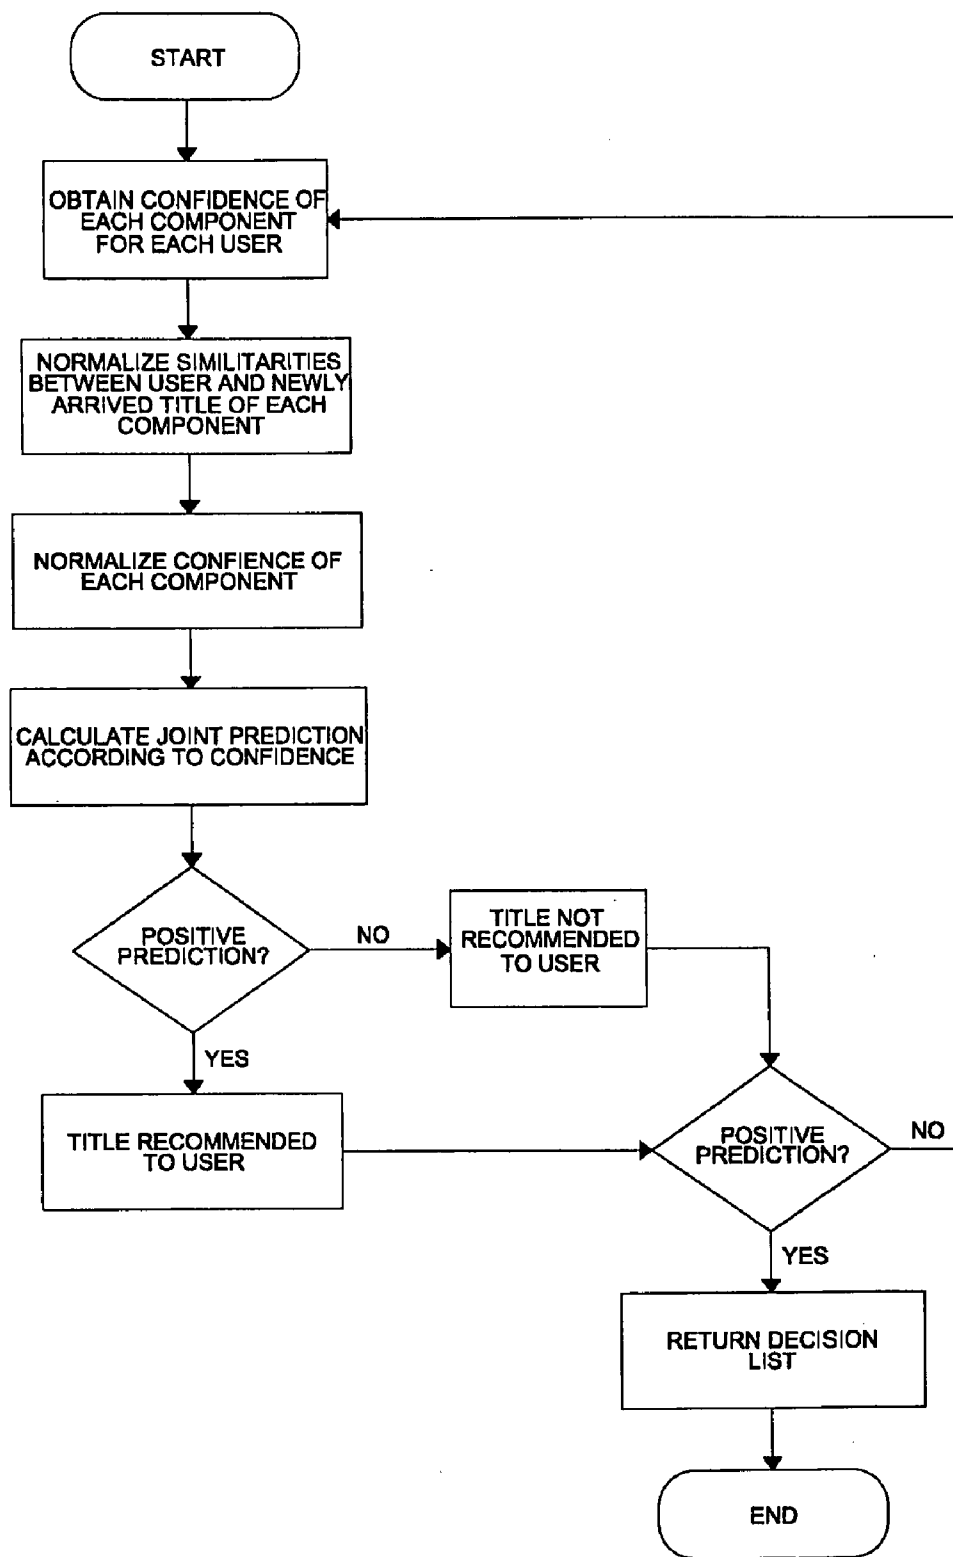 START
OBTAIN CONFIDENCE OF
EACH COMPONENT
FOR EACH USER
NORMALIZE SIMILITARITIES
BETWEEN USER AND NEWLY
ARRIVED TITLE OF EACH
COMPONENT
NORMALIZE CONFIENCE OF
EACH COMPONENT
CALCULATE JOINT PREDICTION
ACCORDING TO CONFIDENCE
POSITIVE
PREDICTION?
NO
TITLE NOT
RECOMMENDED
TO USER
YES
TITLE RECOMMENDED
TO USER
POSITIVE
PREDICTION?
NO
YES
RETURN DECISION
LIST
END